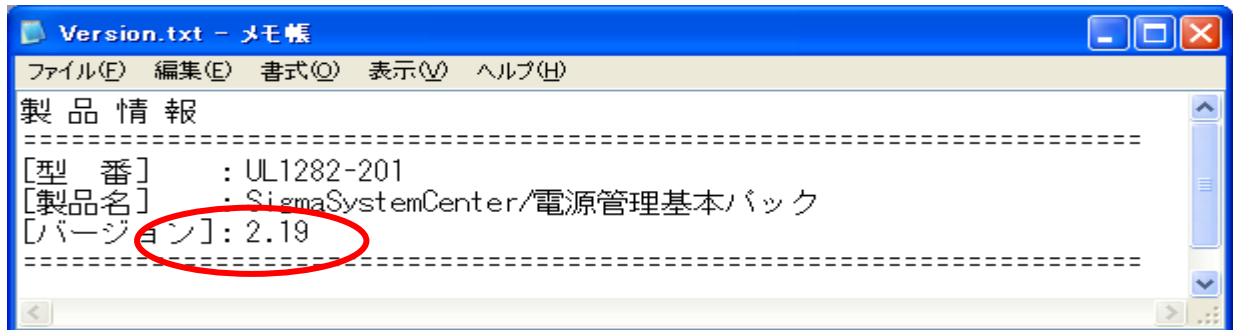 Version.txt - メモ帳
ファイル(F) 編集(E) 書式(O) 表示(V) ヘルプ(H)
製 品 情 報
======================================================================
[型　番]　　: UL1282-201
[製品名]　　: SigmaSystemCenter/電源管理基本パック
[バージョン]: 2.19
======================================================================